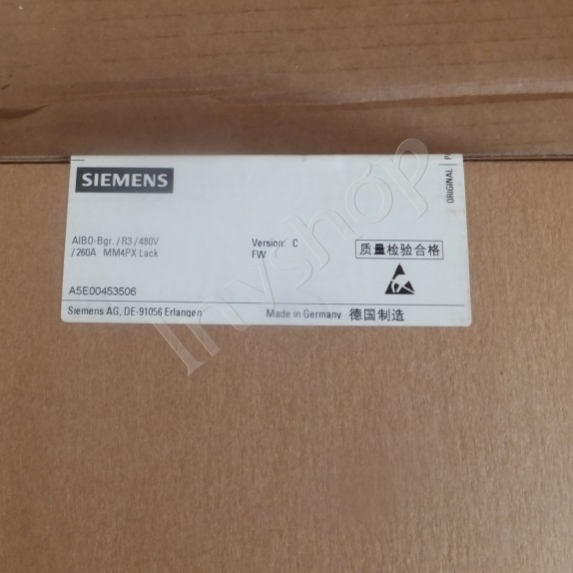 SIEMENS
ORIGINAL
AIBO-Bgr. / R3 / 480V
/ 260A MM4PX Lack
Version: C
FW
质量检验合格
A5E00453506
Siemens AG, DE-91056 Erlangen
Made in Germany 德国制造
Invshop